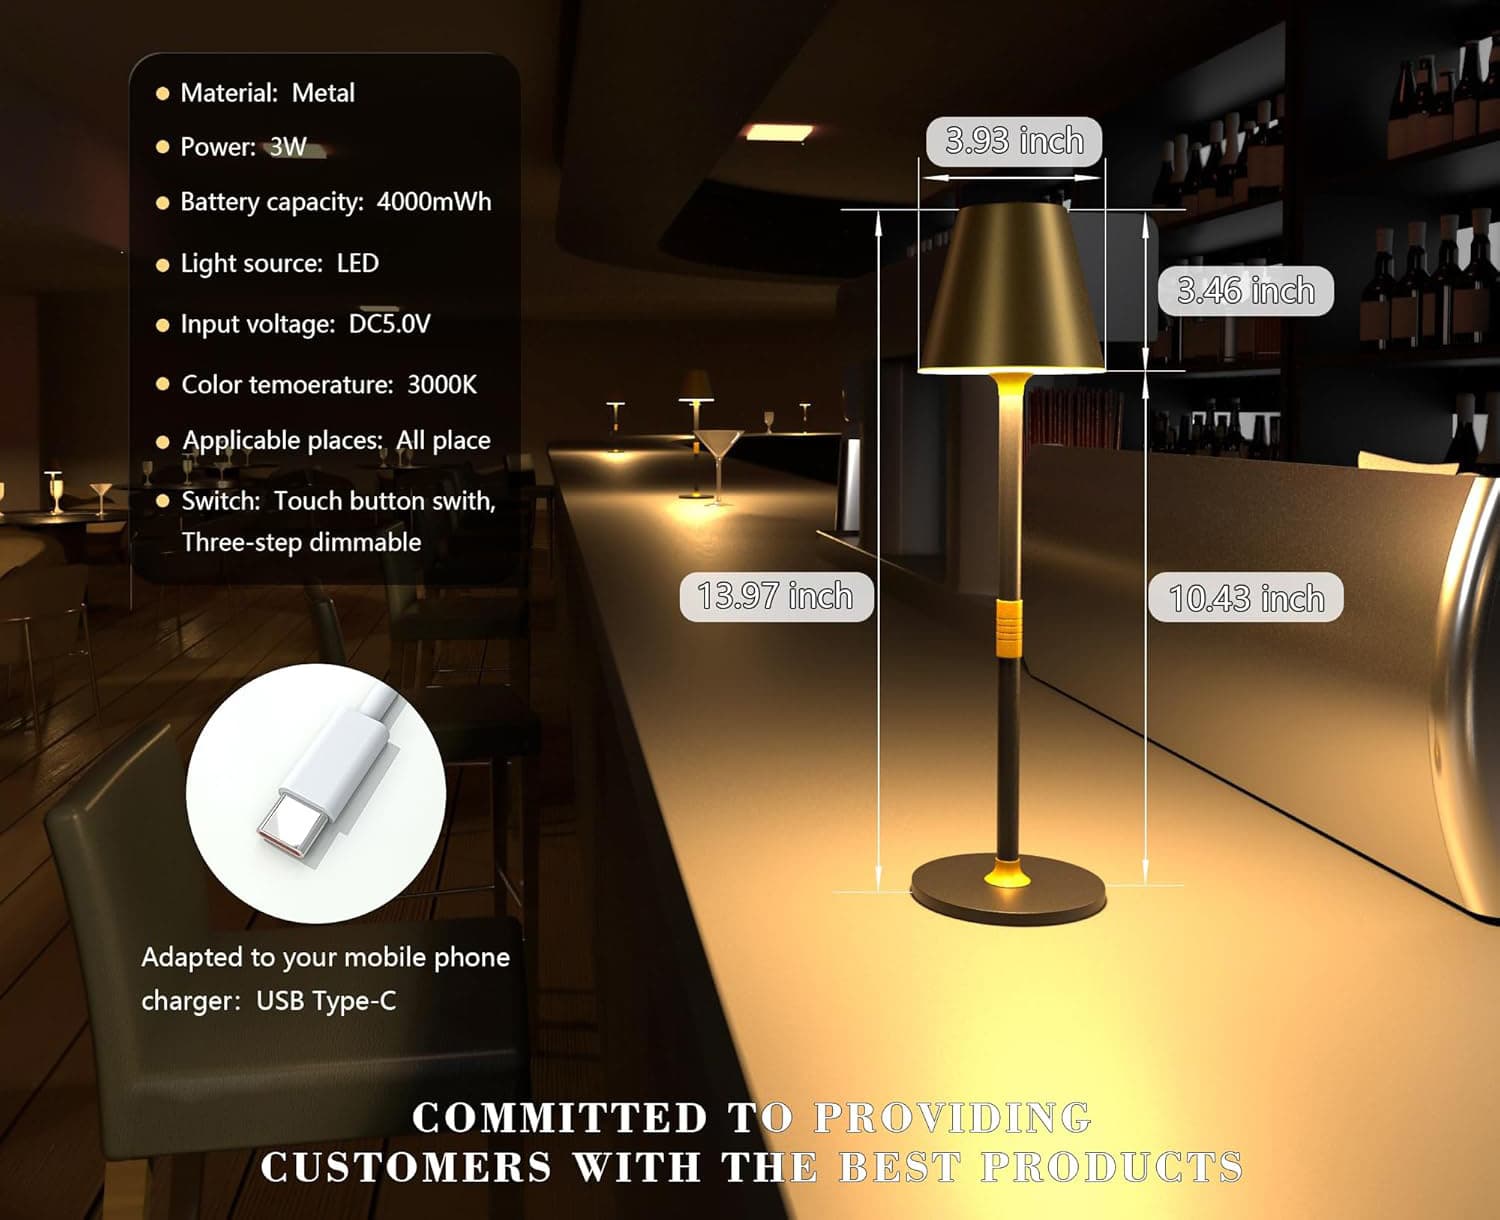 Material: Metal
Power: 3W
Battery capacity: 4000mWh
Light source: LED
Input voltage: DC5.0V
Color temoerature: 3000K
Applicable places: All place
Switch: Touch button swith,
Three-step dimmable
Adapted to your mobile phone
charger: USB Type-C
3.93 inch
3.46 inch
13.97 inch
10.43 inch
COMMITTED TO PROVIDING
CUSTOMERS WITH THE BEST PRODUCTS